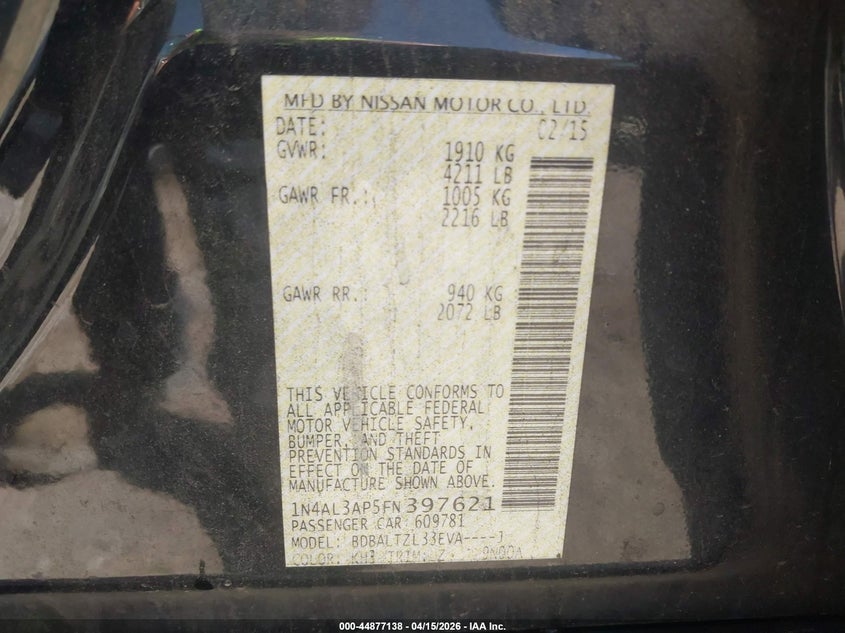 MFD BY NISSAN MOTOR CO., LTD.
DATE: 02/15
GVWR: 1910 KG
4211 LB
GAWR FR.: 1005 KG
2216 LB
GAWR RR.: 940 KG
2072 LB
THIS VEHICLE CONFORMS TO
ALL APPLICABLE FEDERAL
MOTOR VEHICLE SAFETY,
BUMPER, AND THEFT
PREVENTION STANDARDS IN
EFFECT ON THE DATE OF
MANUFACTURE SHOWN ABOVE.
1N4AL3AP5FN397621
PASSENGER CAR 609781
MODEL: BDBALTZL33EVA----J
COLOR: KH3 TRIM: Z
000-44877138 - 04/15/2026 - IAA Inc.